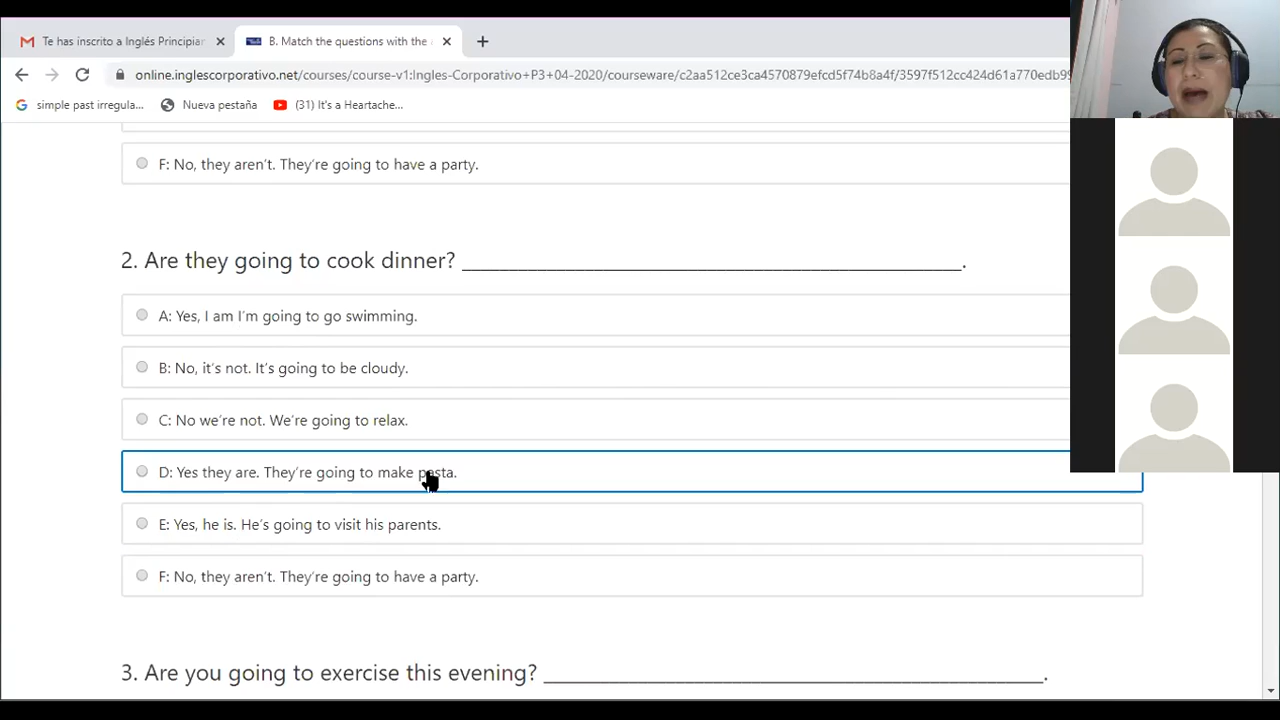 Te has inscrito a Inglés Principiar
B. Match the questions with the
online.inglescorporativo.net/courses/course-v1:Ingles-Corporativo+P3+04-2020/courseware/c2aa512ce3ca4570879efcd5f74b8a4f/3597f512cc424d61a770edb99
simple past irregula...
Nueva pestaña
(31) It's a Heartache...
F: No, they aren't. They're going to have a party.
2. Are they going to cook dinner? ________________________________________.
A: Yes, I am I'm going to go swimming.
B: No, it's not. It's going to be cloudy.
C: No we're not. We're going to relax.
D: Yes they are. They're going to make pasta.
E: Yes, he is. He's going to visit his parents.
F: No, they aren't. They're going to have a party.
3. Are you going to exercise this evening? ________________________________________.